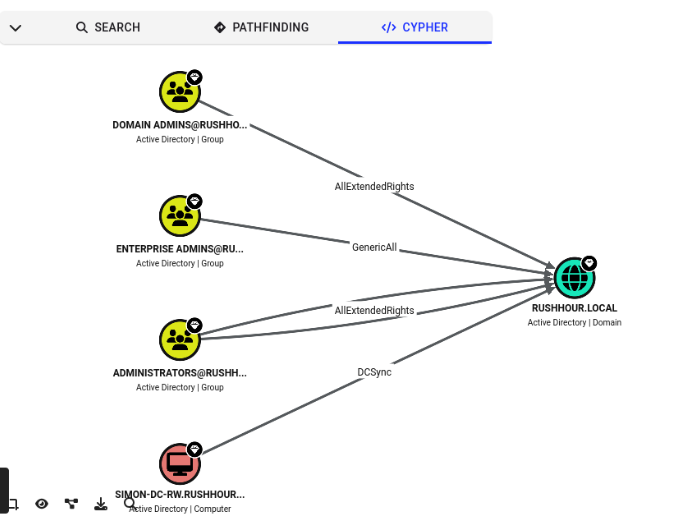 SEARCH
PATHFINDING
</> CYPHER
DOMAIN ADMINS@RUSHHO...
Active Directory | Group
AllExtendedRights
ENTERPRISE ADMINS@RU...
Active Directory | Group
GenericAll
RUSHHOUR.LOCAL
Active Directory | Domain
AllExtendedRights
ADMINISTRATORS@RUSHH...
Active Directory | Group
DCSync
SIMON-DC-RW.RUSHHOUR...
Active Directory | Computer